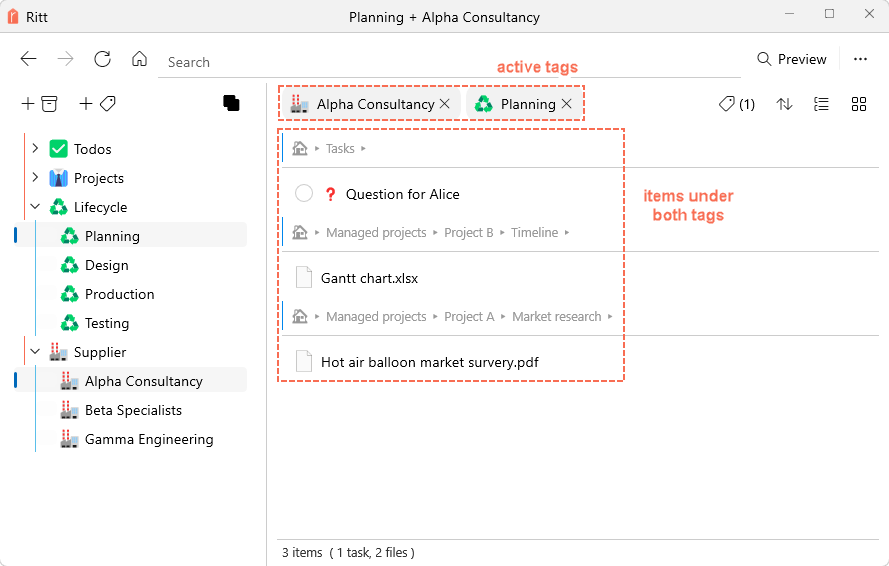 Ritt
Planning + Alpha Consultancy
Search
Preview
active tags
Alpha Consultancy
Planning
(1)
Todos
Projects
Lifecycle
Planning
Design
Production
Testing
Supplier
Alpha Consultancy
Beta Specialists
Gamma Engineering
Tasks
Question for Alice
Managed projects Project B Timeline
Gantt chart.xlsx
Managed projects Project A Market research
Hot air balloon market survery.pdf
items under
both tags
3 items ( 1 task, 2 files )